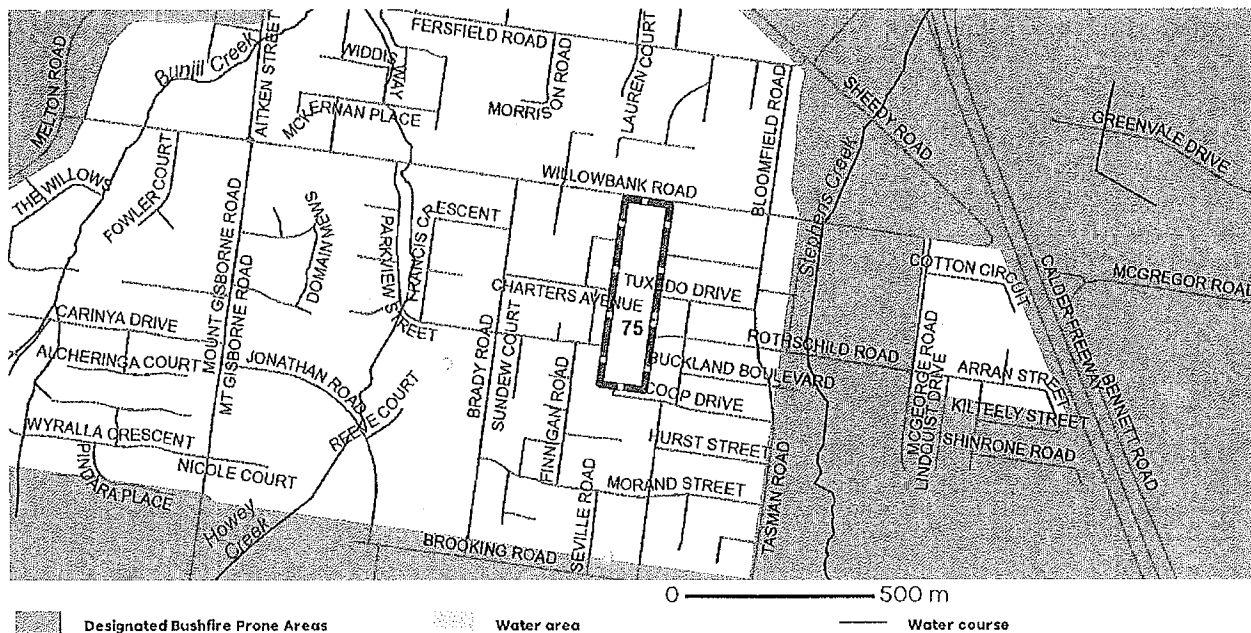 FERSFIELD ROAD
WIDDIS WAY
Bunjil Creek
AITKEN STREET
MELTON ROAD
MORRISON ROAD
LAUREN COURT
BLOOMFIELD ROAD
SHEEDY ROAD
GREENVALE DRIVE
MCKERNAN PLACE
WILLOWBANK ROAD
Stephens Creek
THE WILLOWS
FOWLER COURT
MOUNT GISBORNE ROAD
DOMAIN MEWS
PARKVIEW STREET
FRANCIS CRESCENT
COTTON CIRCUIT
CALDER FREEWAY
MCGREGOR ROAD
TUXEDO DRIVE
CHARTERS AVENUE
75
CARINYA DRIVE
MT GISBORNE ROAD
ROTHSCHILD ROAD
ALCHERINGA COURT
JONATHAN ROAD
BRADY ROAD
SUNDEW COURT
BUCKLAND BOULEVARD
MCGEORGE ROAD
ARRAN STREET
BENNETT ROAD
COOP DRIVE
KILTEELY STREET
REEVE COURT
FINNIGAN ROAD
LINDQUIST DRIVE
WYRALLA CRESCENT
HURST STREET
SHINRONE ROAD
PINDARA PLACE
NICOLE COURT
MORAND STREET
SEVILLE ROAD
TASMAN ROAD
Howey Creek
BROOKING ROAD
0 500 m
Designated Bushfire Prone Areas Water area Water course